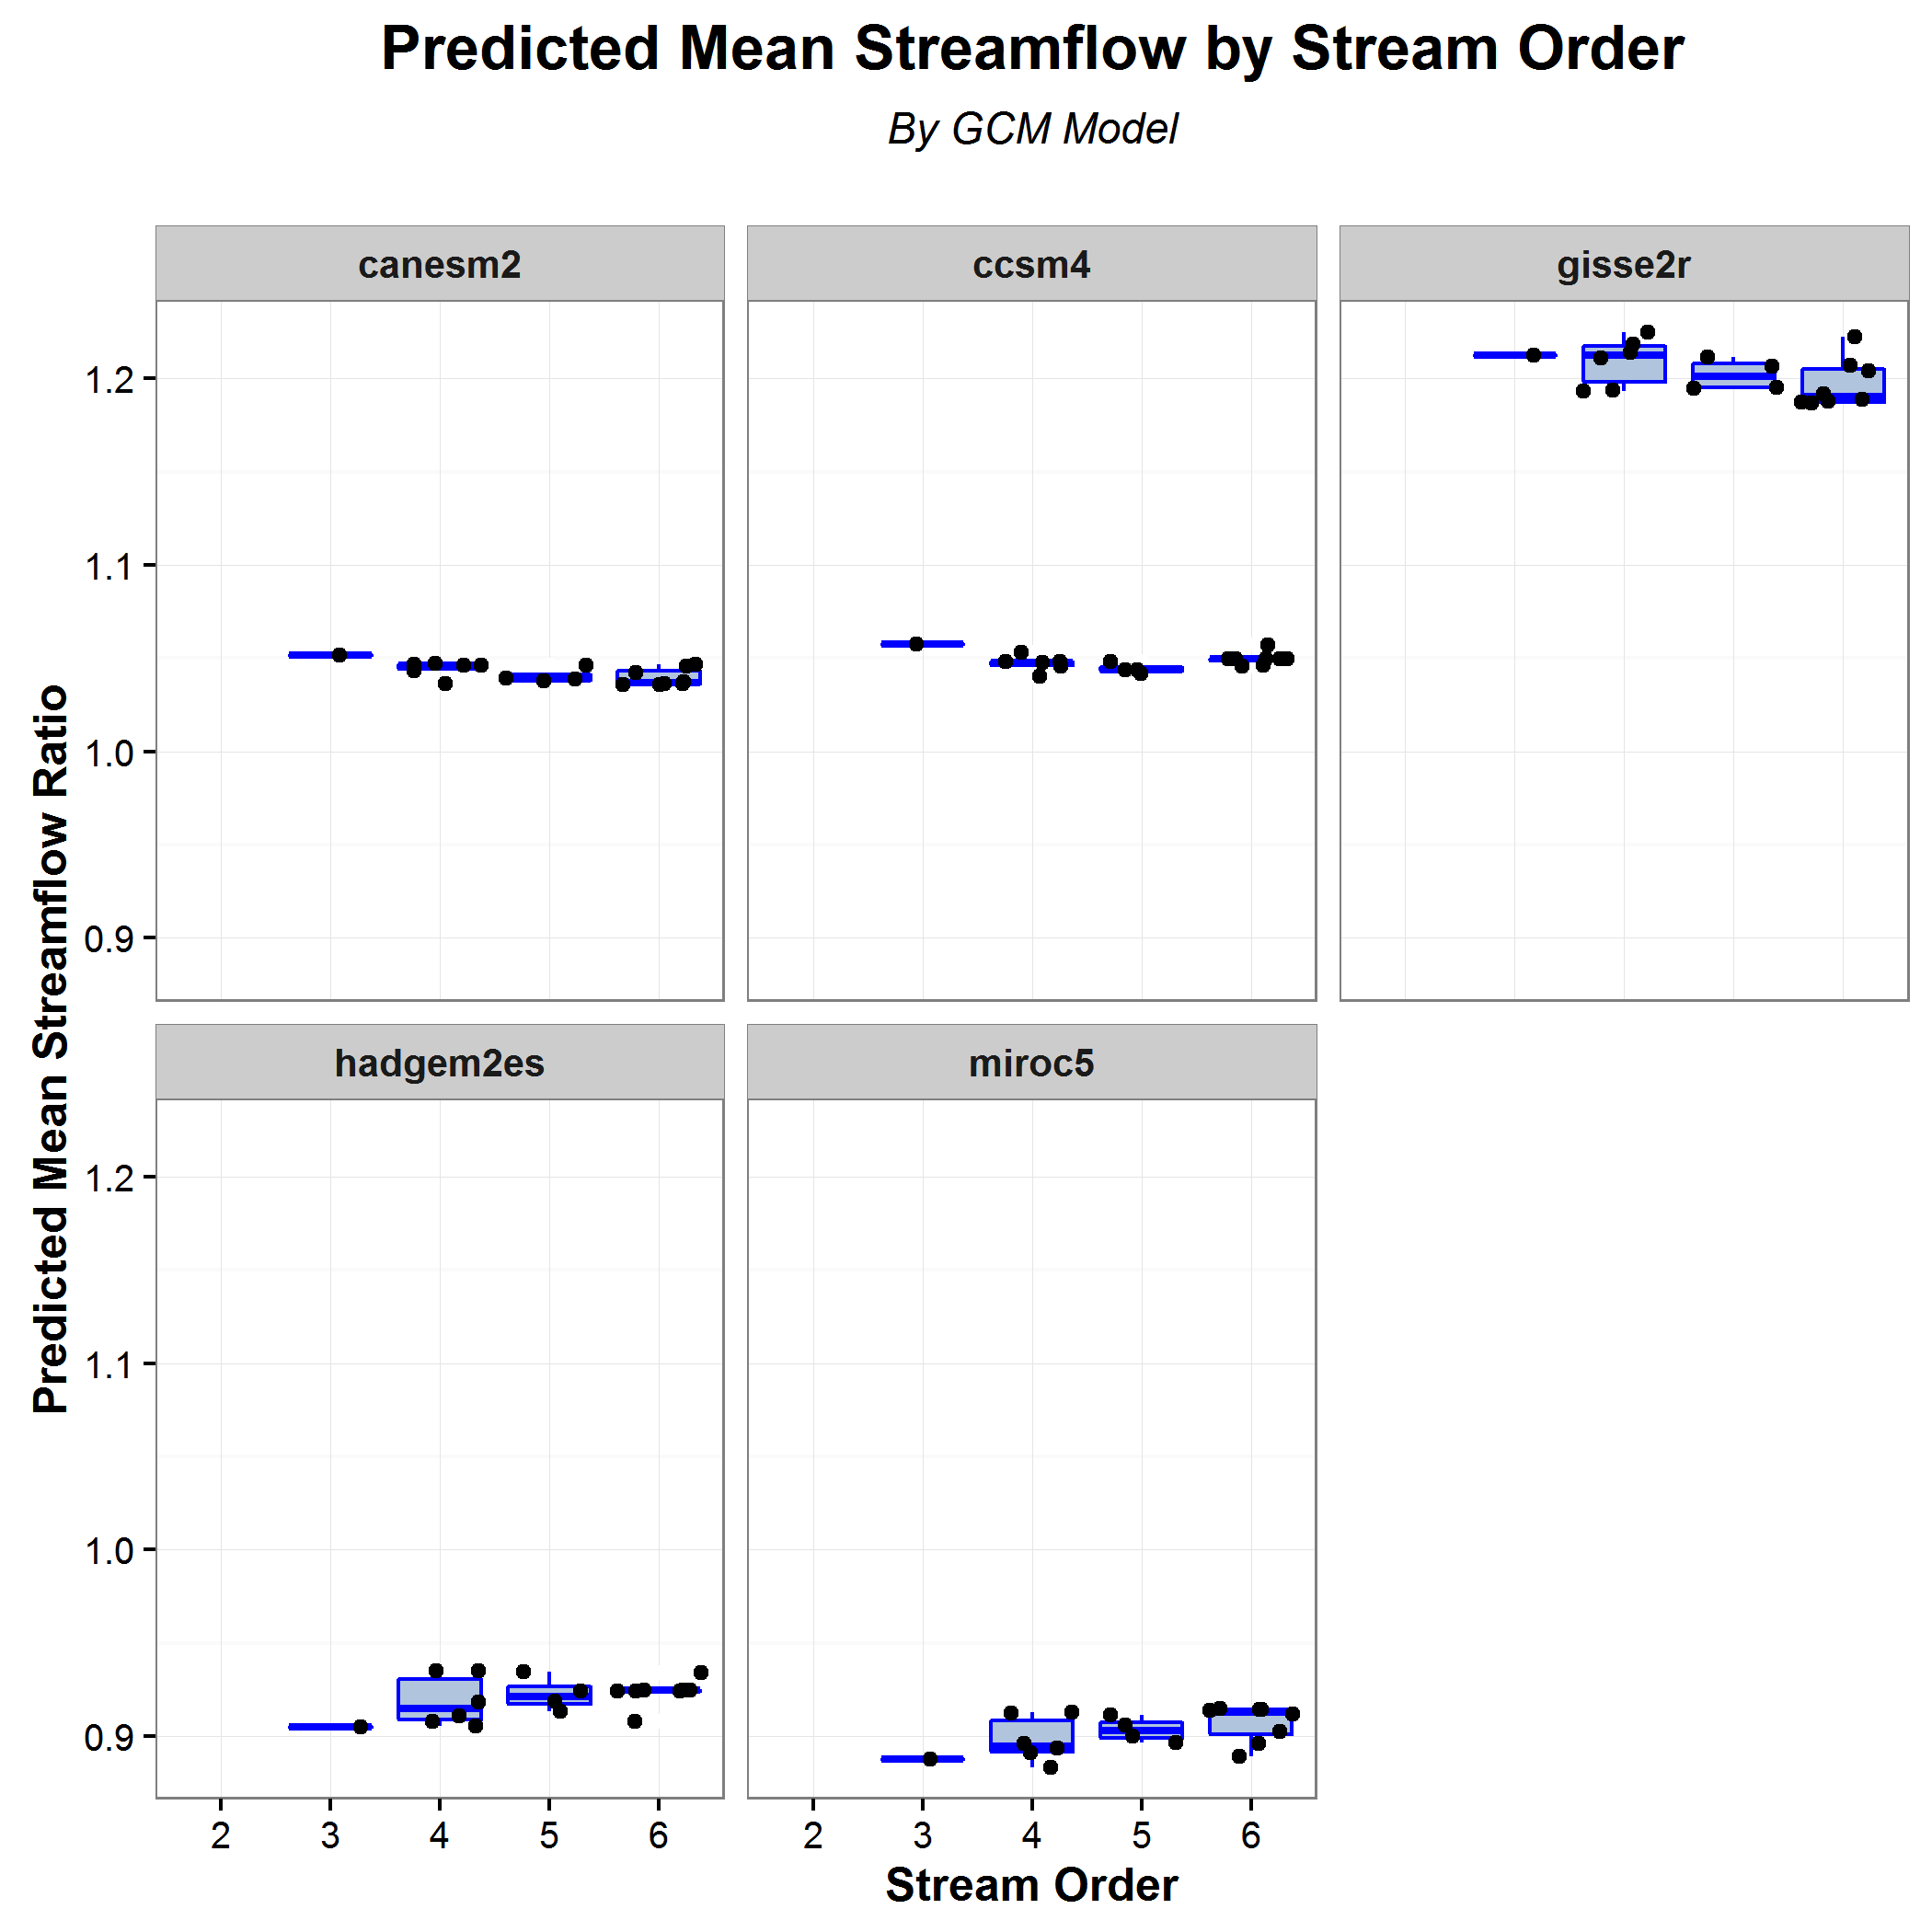 Predicted Mean Streamflow by Stream Order
By GCM Model
canesm2
ccsm4
gisse2r
1.2
1.1
1.0
0.9
Predicted Mean Streamflow Ratio
hadgem2es
miroc5
1.2
1.1
1.0
0.9
2 3 4 5 6
2 3 4 5 6
Stream Order